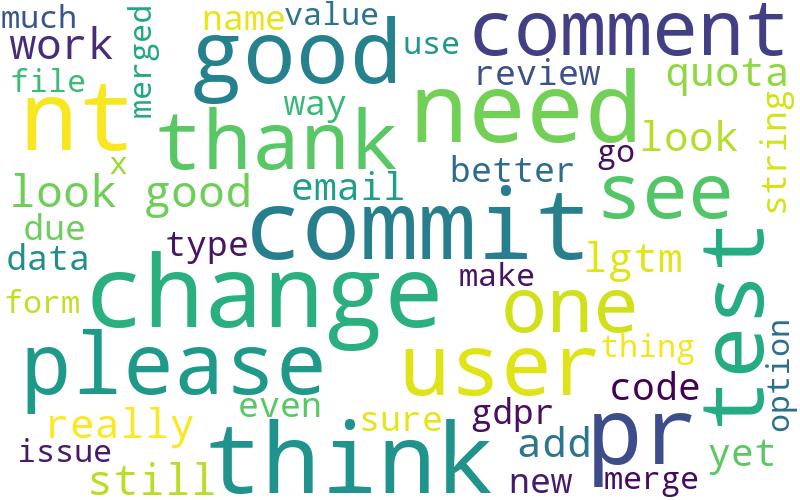 much
work
file
merged
name
value
good
use
comment
review
quota
nt
way
thank
need
x
go
look
string
better
look
good
email
see
due
data
type
commit
lgtm
form
change
make
one
test
please
user
thing
option
even
sure
gdpr
code
really
issue
think
add
pr
yet
still
new
merge